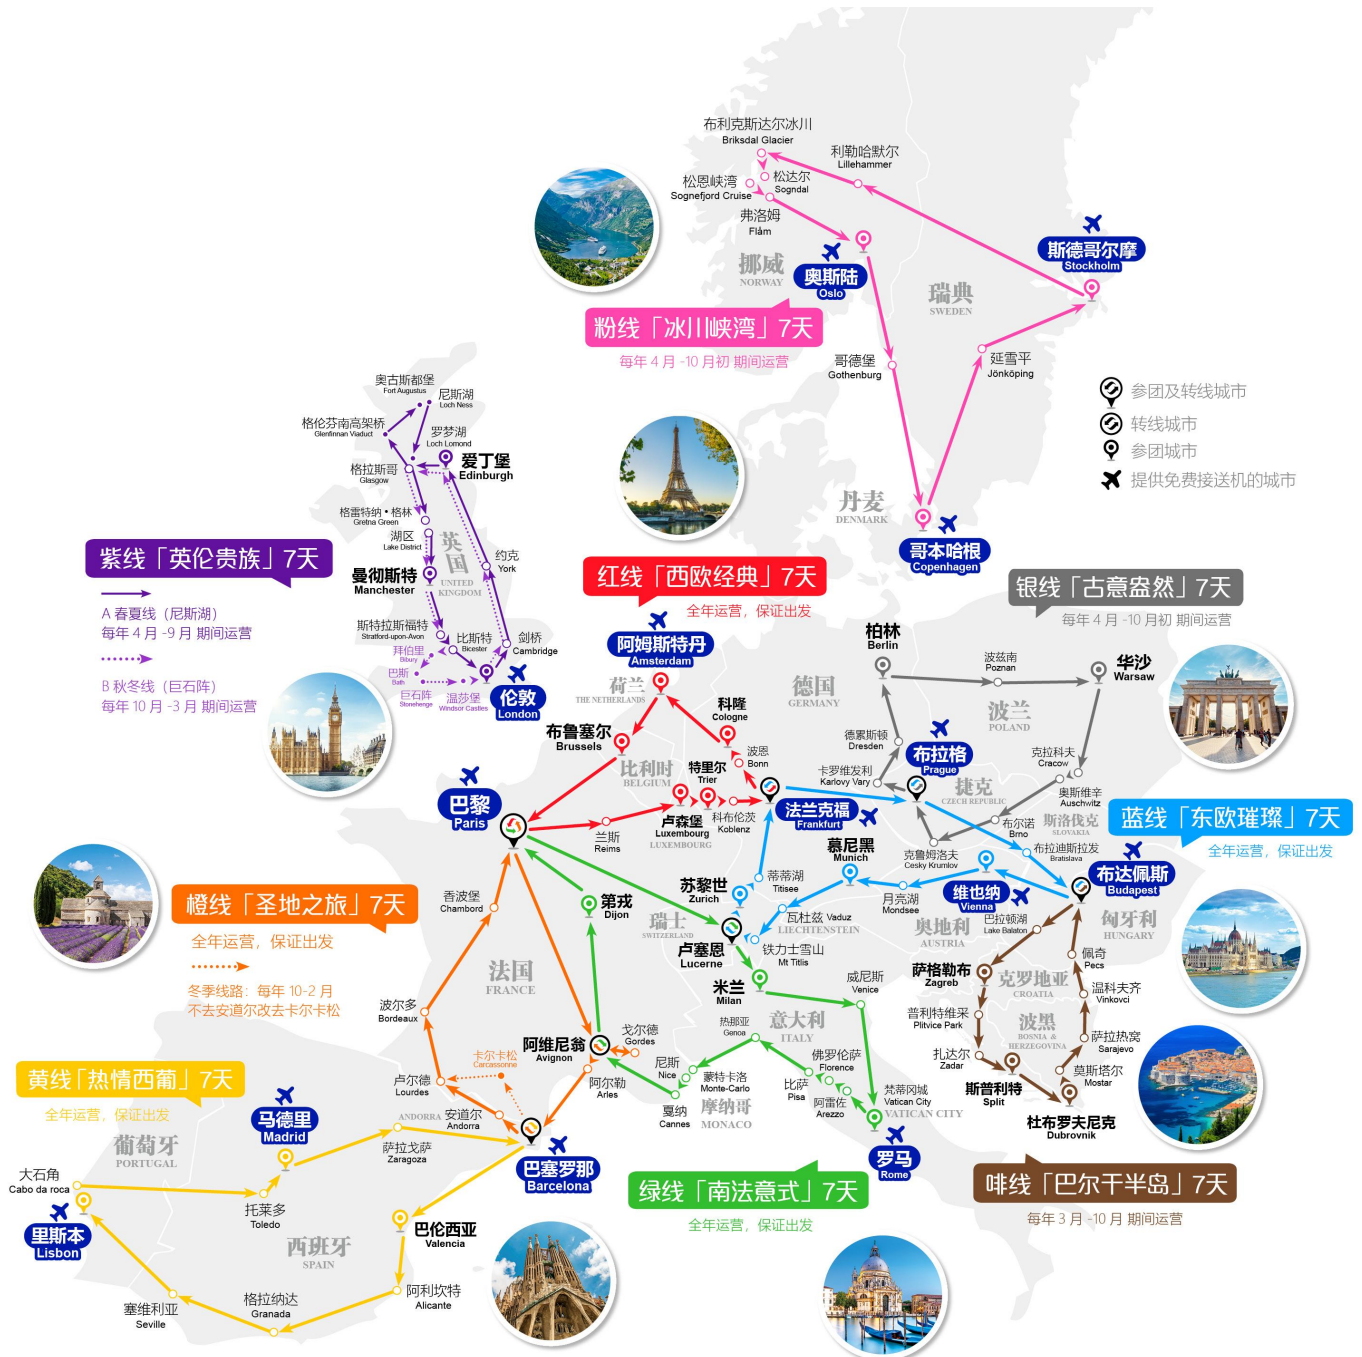 布利克斯达尔冰川
Briksdal Glacier
利勒哈默尔
Lillehammer
松恩峡湾
Sognefjord Cruise
松达尔
Sogndal
弗洛姆
Flåm
挪威
NORWAY
奥斯陆
Oslo
斯德哥尔摩
Stockholm
瑞典
SWEDEN
粉线「冰川峡湾」7天
每年 4 月 -10 月初 期间运营
哥德堡
Gothenburg
延雪平
Jönköping
丹麦
DENMARK
哥本哈根
Copenhagen
参团及转线城市
转线城市
参团城市
提供免费接送机的城市
奥古斯都堡
Fort Augustus
尼斯湖
Loch Ness
格伦芬南高架桥
Glenfinnan Viaduct
罗梦湖
Loch Lomond
格拉斯哥
Glasgow
爱丁堡
Edinburgh
格雷特纳•格林
Gretna Green
湖区
Lake District
英国
UNITED
KINGDOM
约克
York
曼彻斯特
Manchester
斯特拉斯福特
Stratford-upon-Avon
比斯特
Bicester
剑桥
Cambridge
拜伯里
Bibury
巴斯
Bath
巨石阵
Stonehenge
温莎堡
Windsor Castles
伦敦
London
紫线「英伦贵族」7天
A 春夏线（尼斯湖）
每年 4 月 -9 月 期间运营
B 秋冬线（巨石阵）
每年 10 月 -3 月 期间运营
红线「西欧经典」7天
全年运营，保证出发
阿姆斯特丹
Amsterdam
荷兰
THE NETHERLANDS
科隆
Cologne
布鲁塞尔
Brussels
比利时
BELGIUM
波恩
Bonn
特里尔
Trier
巴黎
Paris
兰斯
Reims
卢森堡
Luxembourg
LUXEMBOURG
科布伦茨
Koblenz
法兰克福
Frankfurt
德国
GERMANY
银线「古意盎然」7天
每年 4 月 -10 月初 期间运营
柏林
Berlin
波兹南
Poznan
华沙
Warsaw
波兰
POLAND
德累斯顿
Dresden
布拉格
Prague
卡罗维发利
Karlovy Vary
捷克
CZECH REPUBLIC
克拉科夫
Cracow
奥斯维辛
Auschwitz
布尔诺
Brno
斯洛伐克
SLOVAKIA
克鲁姆洛夫
Cesky Krumlov
布拉迪斯拉发
Bratislava
蓝线「东欧璀璨」7天
全年运营，保证出发
慕尼黑
Munich
维也纳
Vienna
布达佩斯
Budapest
蒂蒂湖
Titisee
苏黎世
Zurich
瓦杜兹 Vaduz
LIECHTENSTEIN
月亮湖
Mondsee
奥地利
AUSTRIA
匈牙利
HUNGARY
瑞士
SWITZERLAND
卢塞恩
Lucerne
铁力士雪山
Mt Titlis
橙线「圣地之旅」7天
全年运营，保证出发
冬季线路：每年 10-2 月
不去安道尔改去卡尔卡松
香波堡
Chambord
第戎
Dijon
法国
FRANCE
波尔多
Bordeaux
阿维尼翁
Avignon
戈尔德
Gordes
卡尔卡松
Carcassonne
卢尔德
Lourdes
阿尔勒
Arles
ANDORRA
安道尔
Andorra
巴塞罗那
Barcelona
米兰
Milan
威尼斯
Venice
意大利
ITALY
热那亚
Genoa
尼斯
Nice
蒙特卡洛
Monte-Carlo
戛纳
Cannes
摩纳哥
MONACO
佛罗伦萨
Florence
比萨
Pisa
阿雷佐
Arezzo
梵蒂冈城
Vatican City
VATICAN CITY
罗马
Rome
绿线「南法意式」7天
全年运营，保证出发
巴拉顿湖
Lake Balaton
萨格勒布
Zagreb
克罗地亚
CROATIA
普利特维采
Plitvice Park
波黑
BOSNIA &
HERZEGOVINA
佩奇
Pecs
温科夫齐
Vinkovci
萨拉热窝
Sarajevo
莫斯塔尔
Mostar
扎达尔
Zadar
斯普利特
Split
杜布罗夫尼克
Dubrovnik
啡线「巴尔干半岛」7天
每年 3 月 -10 月 期间运营
黄线「热情西葡」7天
全年运营，保证出发
葡萄牙
PORTUGAL
马德里
Madrid
萨拉戈萨
Zaragoza
大石角
Cabo da roca
里斯本
Lisbon
托莱多
Toledo
西班牙
SPAIN
巴伦西亚
Valencia
阿利坎特
Alicante
格拉纳达
Granada
塞维利亚
Seville